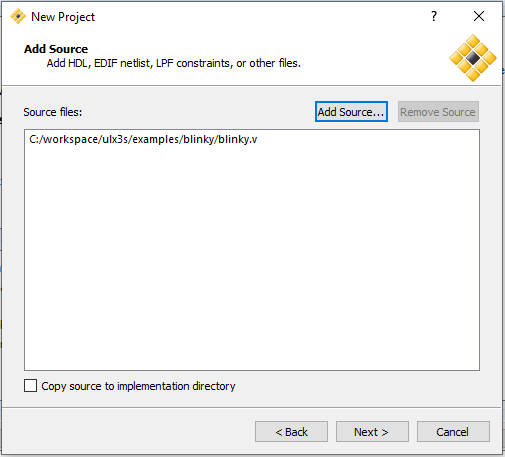 New Project
?
Add Source
Add HDL, EDIF netlist, LPF constraints, or other files.
Source files:
Add Source...
Remove Source
C:/workspace/ulx3s/examples/blinky/blinky.v
Copy source to implementation directory
< Back
Next >
Cancel